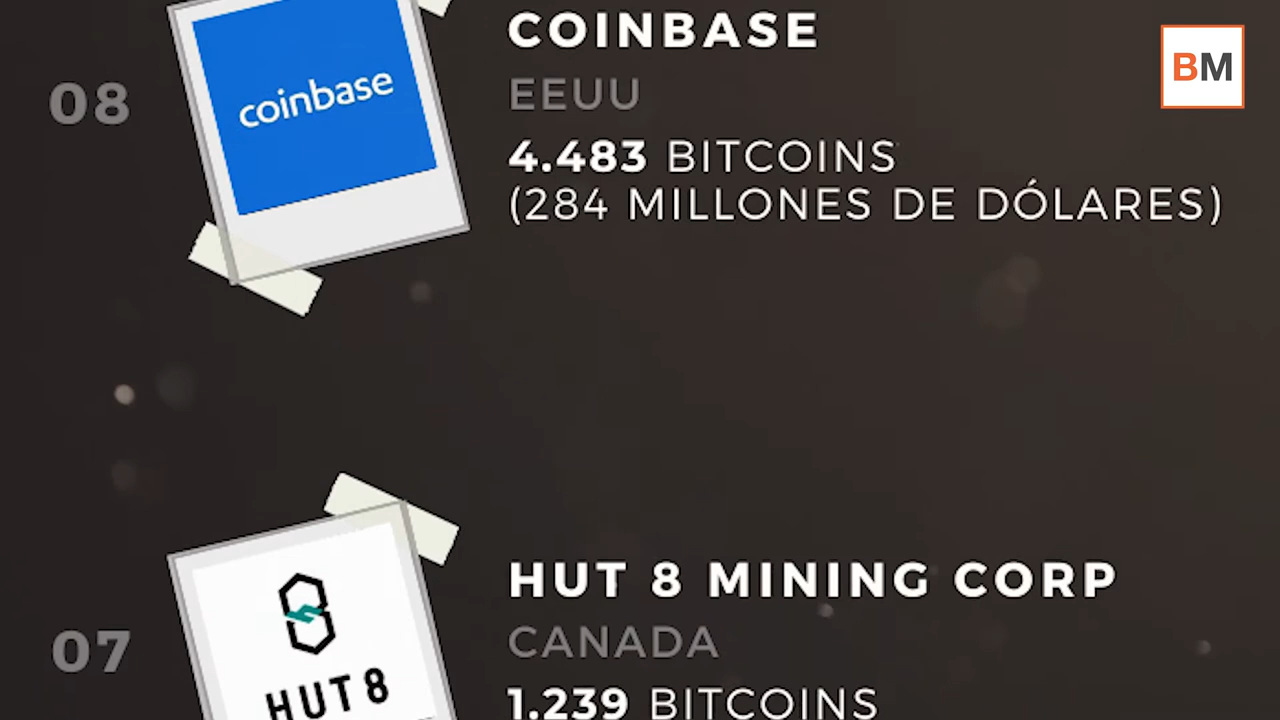 COINBASE
BM
08
coinbase
EEUU
4.483 BITCOINS
(284 MILLONES DE DÓLARES)
HUT 8 MINING CORP
07
CANADA
HUT 8
1.239 BITCOINS